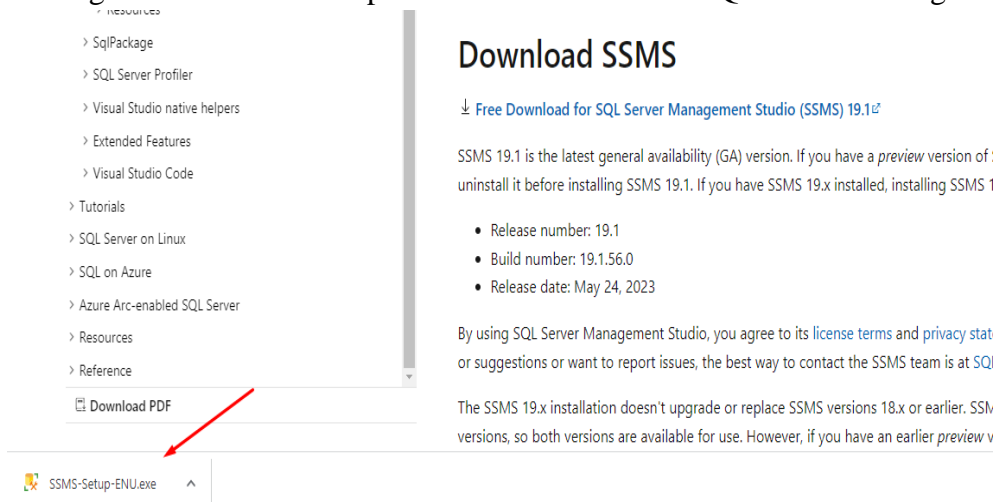 Resources
> SqlPackage
> SQL Server Profiler
> Visual Studio native helpers
> Extended Features
> Visual Studio Code
> Tutorials
> SQL Server on Linux
> SQL on Azure
> Azure Arc-enabled SQL Server
> Resources
> Reference
Download PDF
Download SSMS
Free Download for SQL Server Management Studio (SSMS) 19.1
SSMS 19.1 is the latest general availability (GA) version. If you have a preview version of
uninstall it before installing SSMS 19.1. If you have SSMS 19.x installed, installing SSMS 1
• Release number: 19.1
• Build number: 19.1.56.0
• Release date: May 24, 2023
By using SQL Server Management Studio, you agree to its license terms and privacy state
or suggestions or want to report issues, the best way to contact the SSMS team is at SQL
The SSMS 19.x installation doesn't upgrade or replace SSMS versions 18.x or earlier. SSM
versions, so both versions are available for use. However, if you have an earlier preview v
SSMS-Setup-ENU.exe